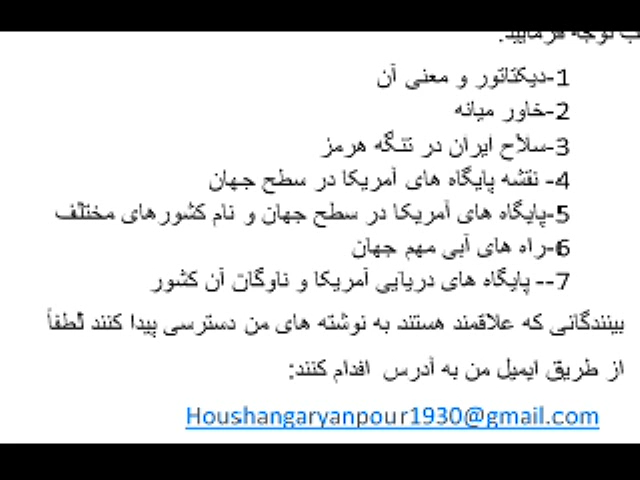 توجه فرمایید.
1-دیکتاتور و معنی آن
2-خاور میانه
3-سلاح ایران در تنگه هرمز
4- نقشه پایگاه های آمریکا در سطح جهان
5-پایگاه های آمریکا در سطح جهان و نام کشورهای مختلف
6-راه های آبی مهم جهان
7-- پایگاه های دریایی آمریکا و ناوگان آن کشور
بینندگانی که علاقمند هستند به نوشته های من دسترسی پیدا کنند لطفاً
از طریق ایمیل من به آدرس اقدام کنند:
Houshangaryanpour1930@gmail.com